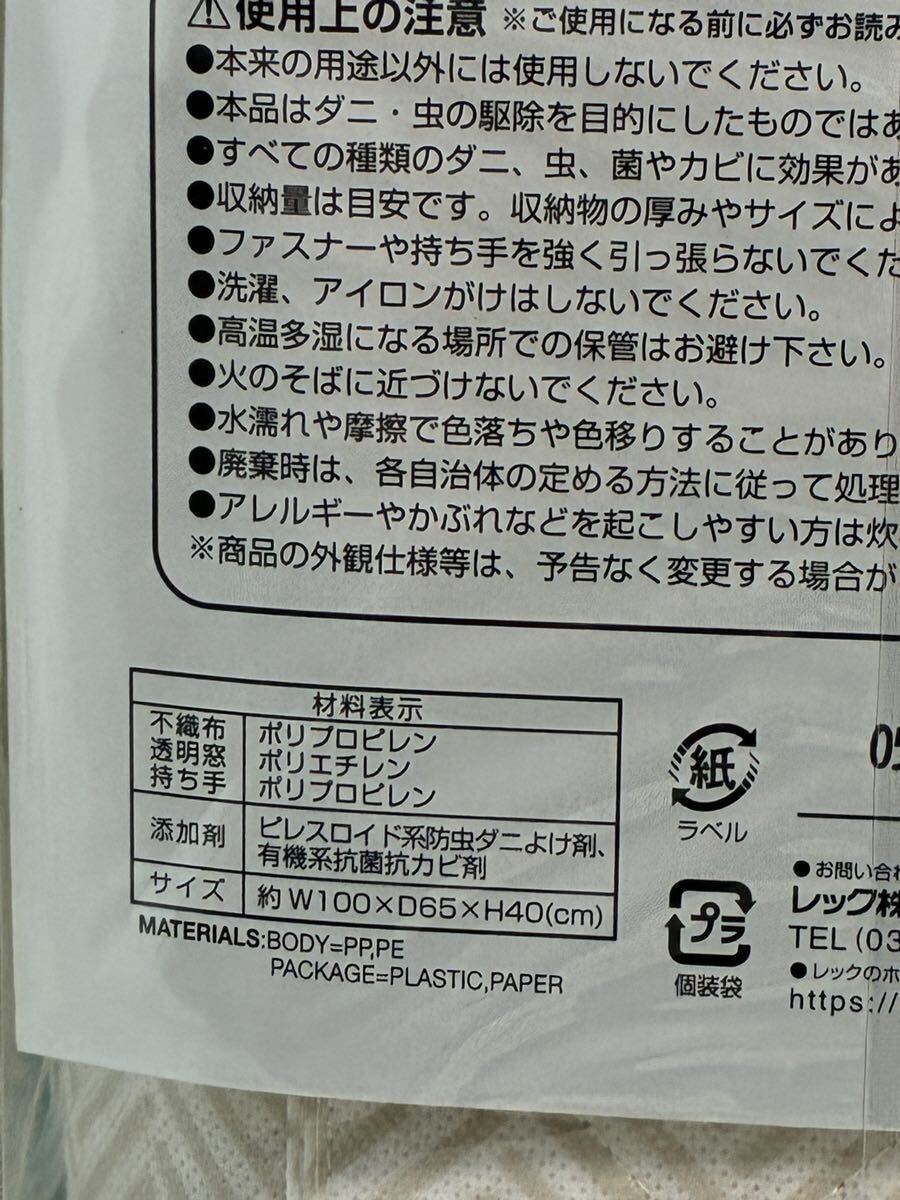 ⚠使用上の注意 ※ご使用になる前に必ずお読み
●本来の用途以外には使用しないでください。
●本品はダニ・虫の駆除を目的にしたものではあ
●すべての種類のダニ、虫、菌やカビに効果があ
●収納量は目安です。収納物の厚みやサイズによ
●ファスナーや持ち手を強く引っ張らないでくた
●洗濯、アイロンがけはしないでください。
●高温多湿になる場所での保管はお避け下さい。
●火のそばに近づけないでください。
●水濡れや摩擦で色落ちや色移りすることがあり
●廃棄時は、各自治体の定める方法に従って処理
●アレルギーやかぶれなどを起こしやすい方は炊
※商品の外観仕様等は、予告なく変更する場合が
材料表示
不織布 ポリプロピレン
透明窓 ポリエチレン
持ち手 ポリプロピレン
添加剤 ピレスロイド系防虫ダニよけ剤、
有機系抗菌抗カビ剤
サイズ 約W100×D65×H40(cm)
MATERIALS:BODY=PP,PE
PACKAGE=PLASTIC,PAPER
紙
ラベル
プラ
個装袋
05
●お問い合わ
レック株
TEL(03
●レックのホ
https://